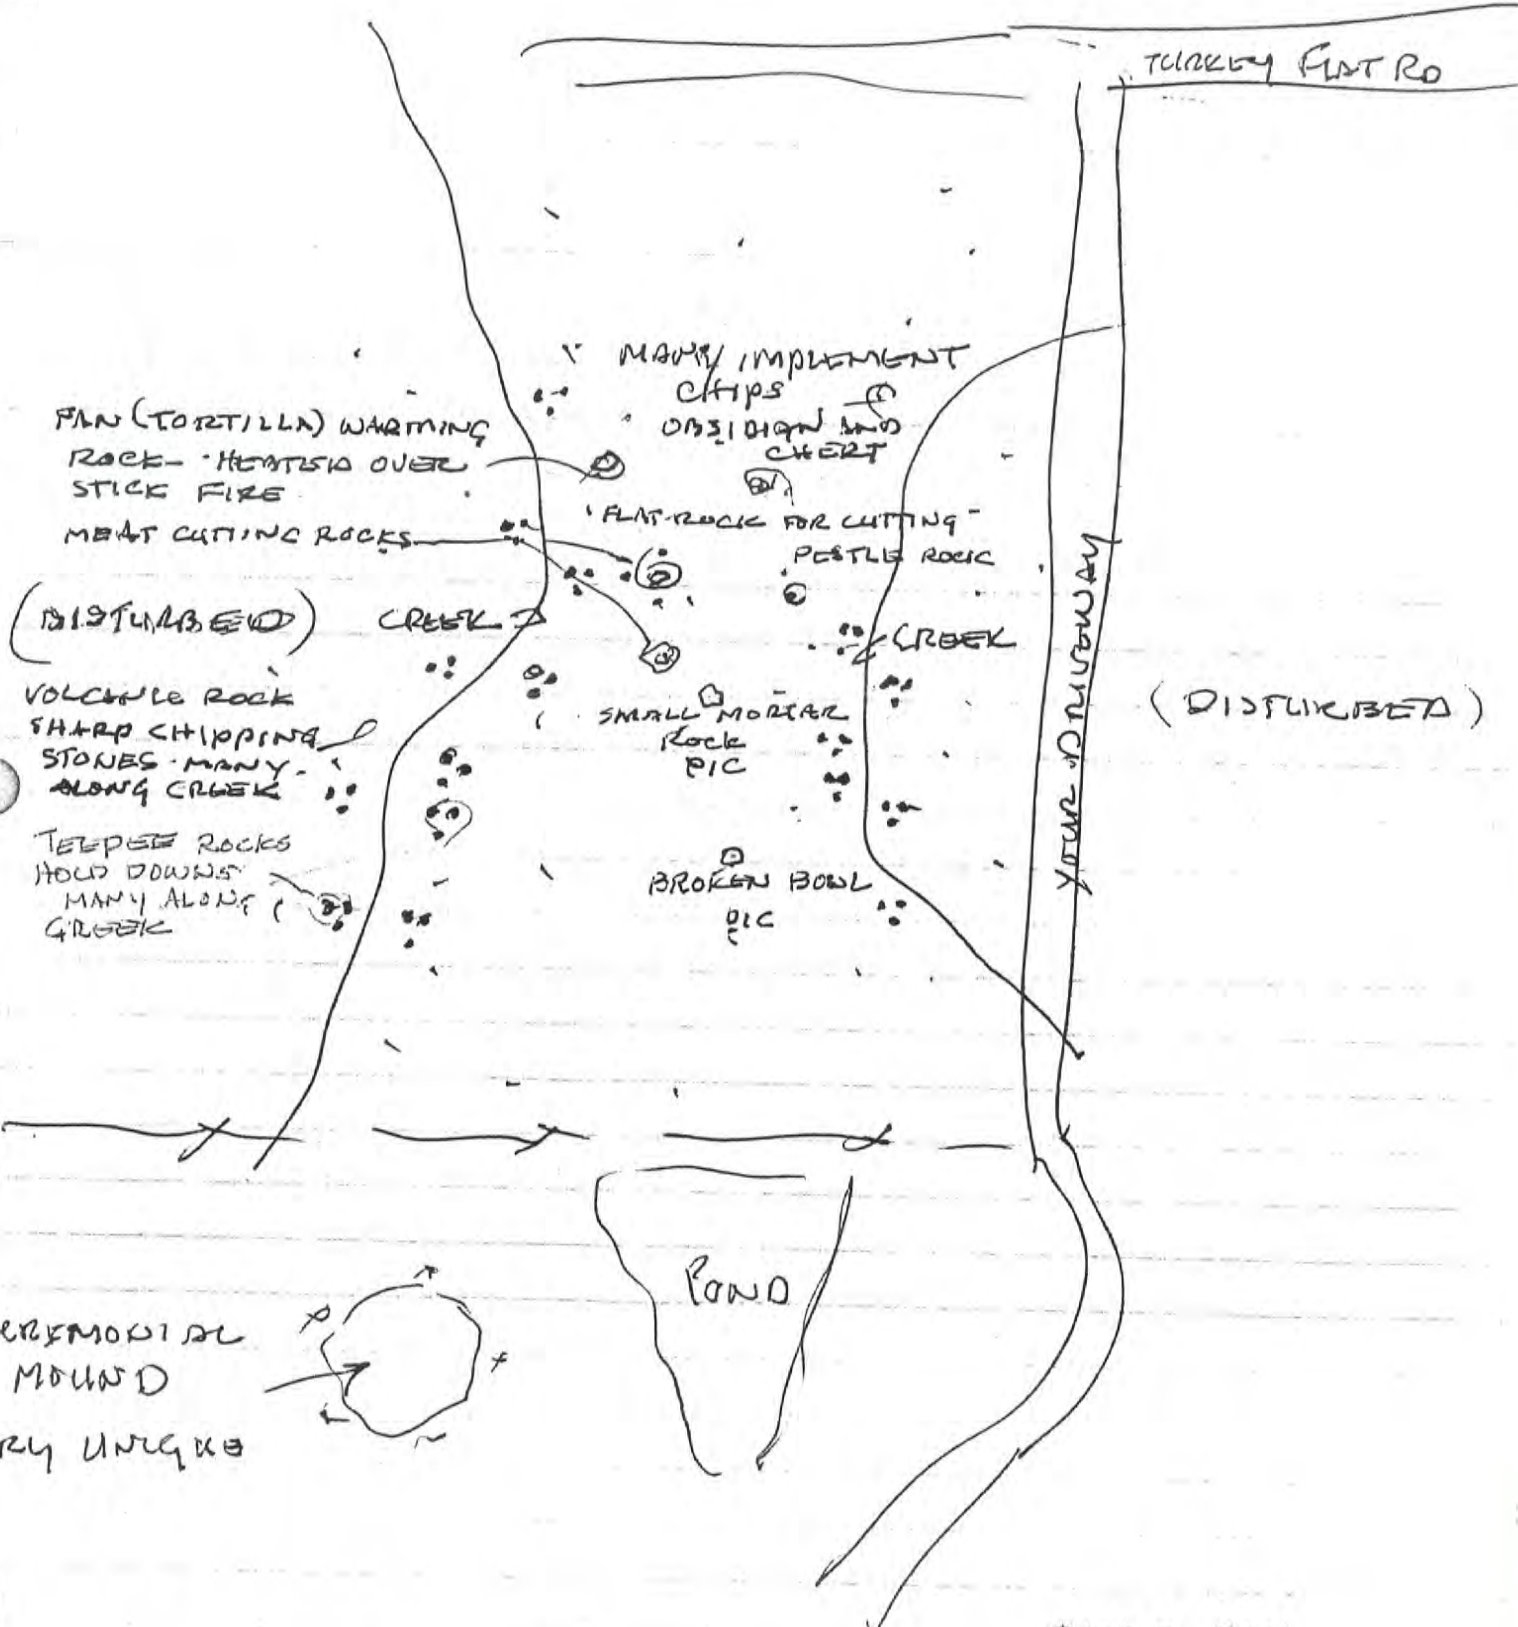 TURKEY FLAT RD
MANY IMPLEMENT
CHIPS
OBSIDIAN AND
CHERT
PAN (TORTILLA) WARMING
ROCK - HEATED OVER
STICK FIRE
MEAT CUTTING ROCKS
FLAT ROCK FOR CUTTING
PESTLE ROCK
(DISTURBED)
CREEK
CREEK
YOUR DRIVEWAY
(DISTURBED)
VOLCANIC ROCK
SHARP CHIPPING
STONES - MANY
ALONG CREEK
SMALL MORTAR
ROCK
PIC
TEEPEE ROCKS
HOLD DOWNS
MANY ALONG
CREEK
BROKEN BOWL
PIC
POND
EREMONIAL
MOUND
RY UNIQUE